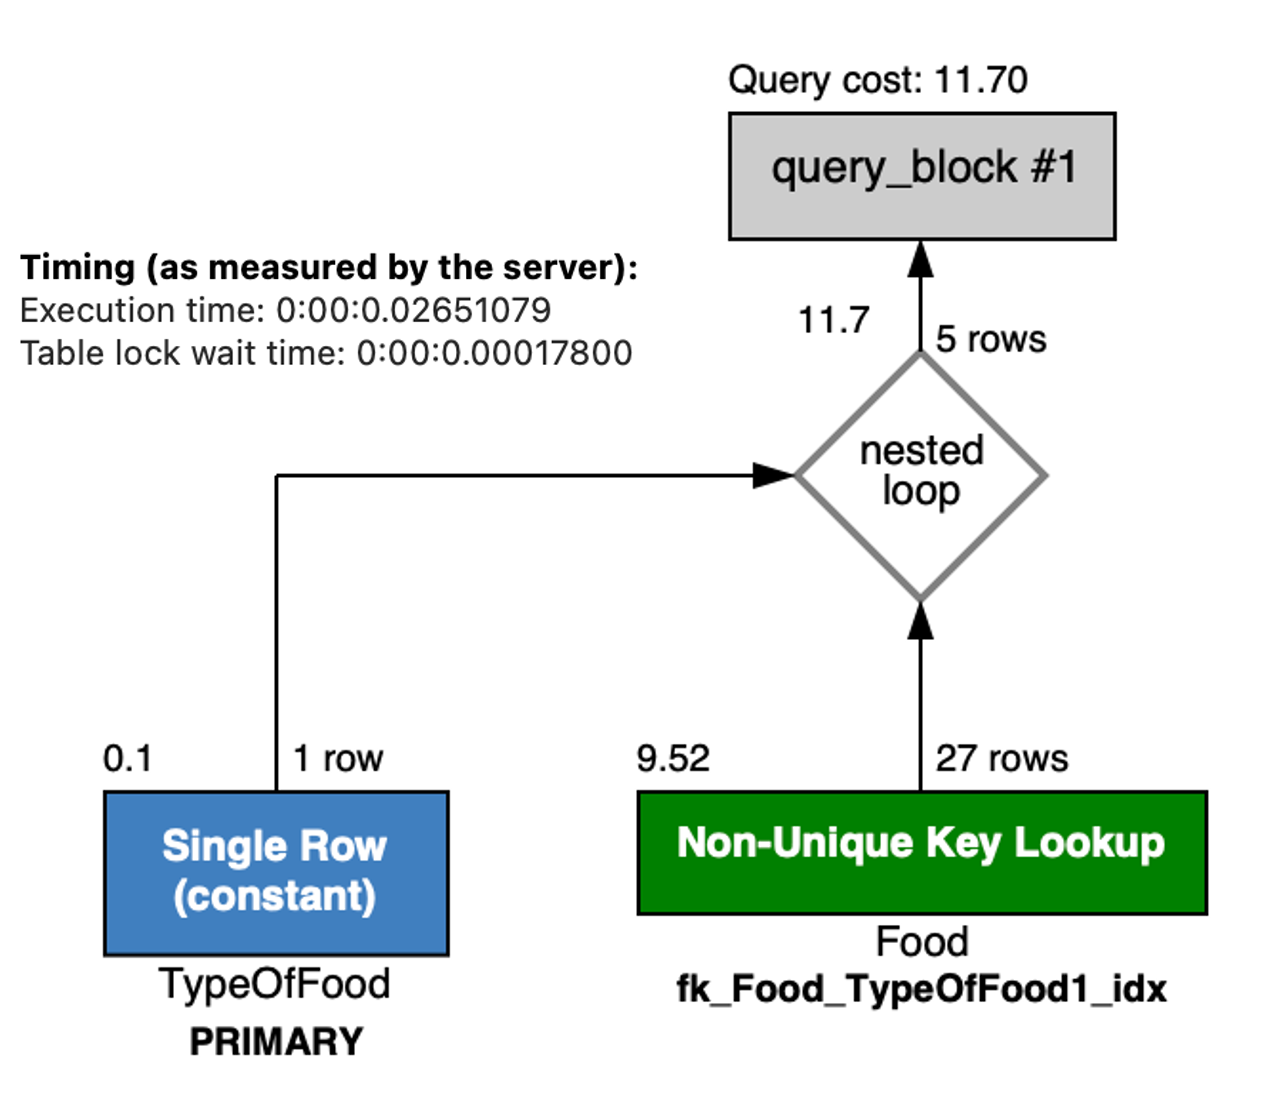 Query cost: 11.70
query_block #1
Timing (as measured by the server):
Execution time: 0:00:0.02651079
Table lock wait time: 0:00:0.00017800
11.7
5 rows
nested
loop
0.1
1 row
9.52
27 rows
Single Row
(constant)
Non-Unique Key Lookup
TypeOfFood
PRIMARY
Food
fk_Food_TypeOfFood1_idx